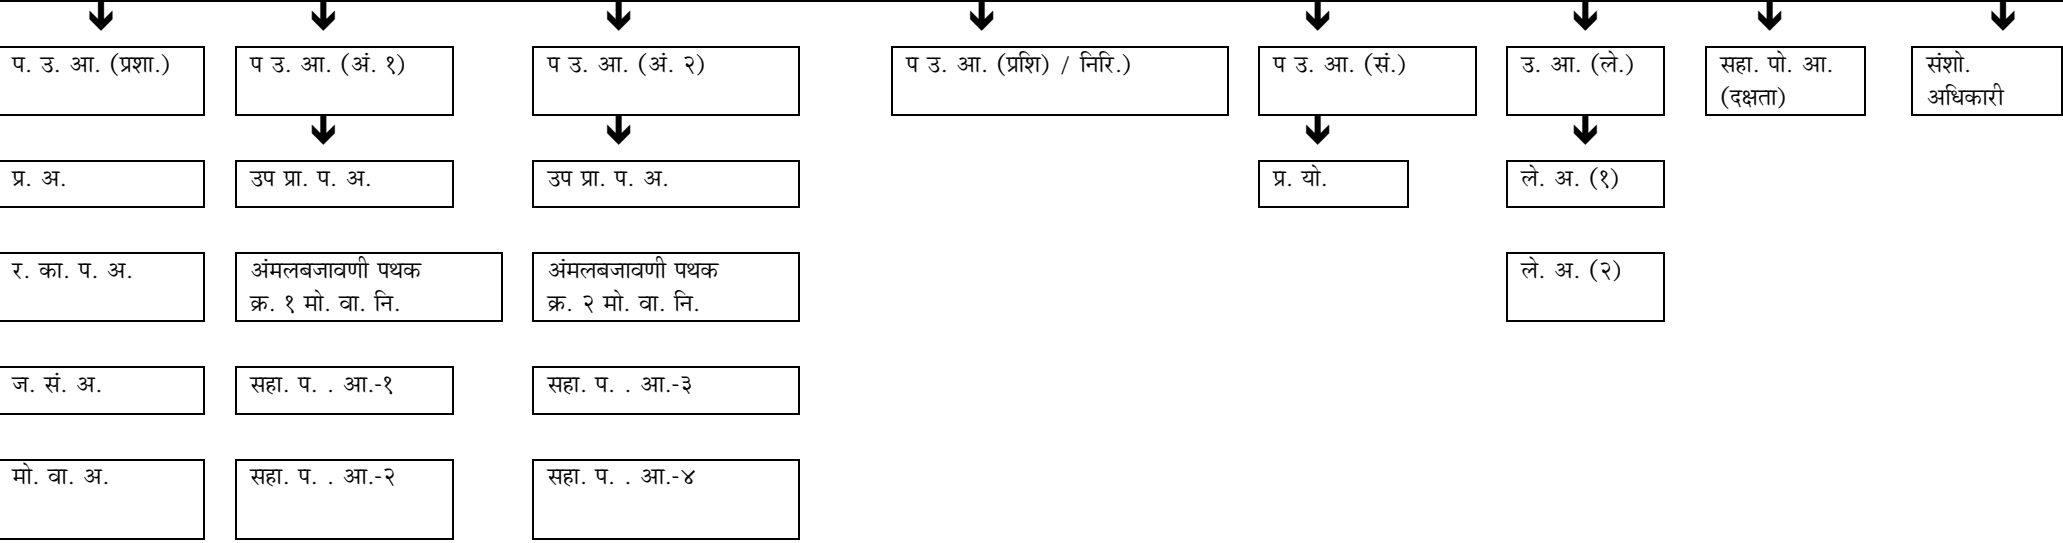 प. उ. आ. (प्रशा.)
प उ. आ. (अं. १)
प उ. आ. (अं. २)
प उ. आ. (प्रशि) / निरि.)
प उ. आ. (सं.)
उ. आ. (ले.)
सहा. पो. आ.
(दक्षता)
संशो.
अधिकारी
प्र. अ.
उप प्रा. प. अ.
उप प्रा. प. अ.
प्र. यो.
ले. अ. (१)
र. का. प. अ.
अंमलबजावणी पथक
क्र. १ मो. वा. नि.
अंमलबजावणी पथक
क्र. २ मो. वा. नि.
ले. अ. (२)
ज. सं. अ.
सहा. प. . आ.-१
सहा. प. . आ.-३
मो. वा. अ.
सहा. प. . आ.-२
सहा. प. . आ.-४